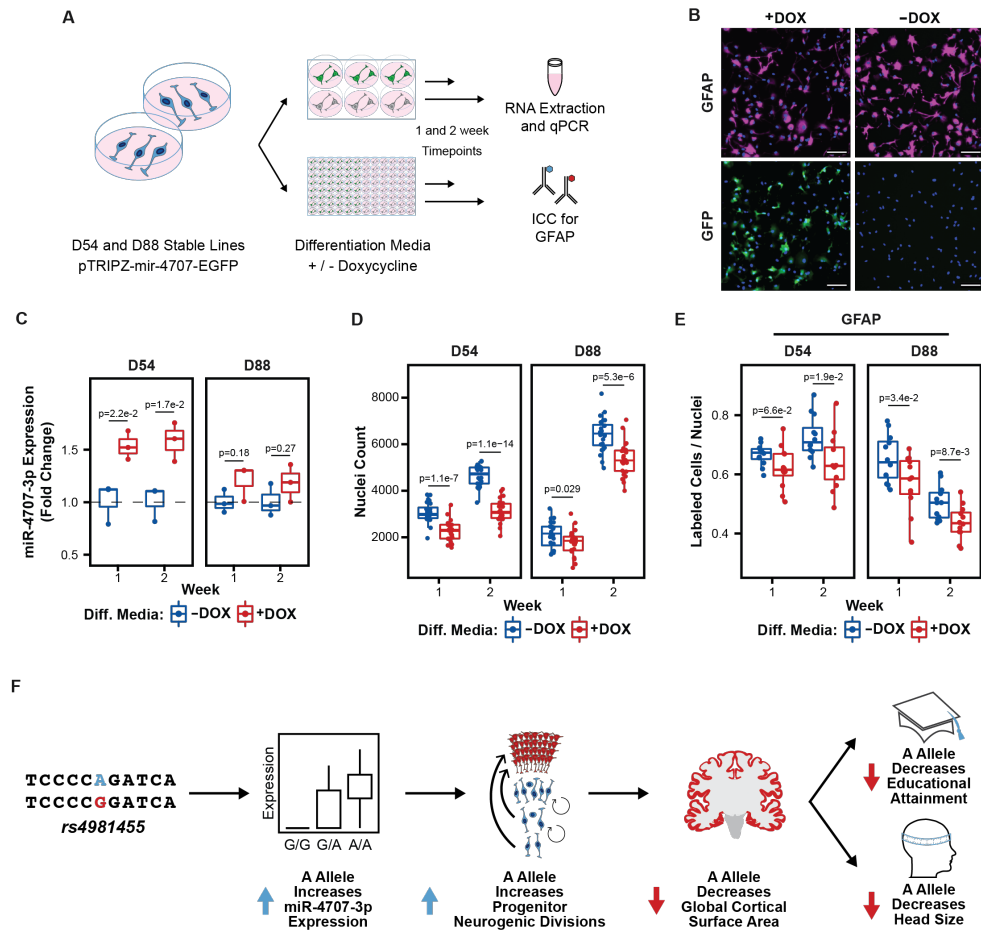 A
RNA Extraction
and qPCR
1 and 2 week
Timepoints
ICC for
GFAP
D54 and D88 Stable Lines
pTRIPZ-mir-4707-EGFP
Differentiation Media
+ / - Doxycycline
B
+DOX
−DOX
GFAP
GFP
C
D54
D88
miR-4707-3p Expression
(Fold Change)
1.5
1.0
0.5
p=2.2e-2
p=1.7e-2
p=0.18
p=0.27
1
2
1
2
Week
Diff. Media:
−DOX
+DOX
D
D54
D88
Nuclei Count
8000
6000
4000
2000
p=1.1e-7
p=1.1e−14
p=0.029
p=5.3e−6
1
2
1
2
Week
Diff. Media:
−DOX
+DOX
E
GFAP
D54
D88
Labeled Cells / Nuclei
0.8
0.6
0.4
p=6.6e-2
p=1.9e-2
p=3.4e-2
p=8.7e-3
1
2
1
2
Week
Diff. Media:
−DOX
+DOX
F
TCCCCAGATCA
TCCCCGGATCA
rs4981455
Expression
G/G G/A A/A
A Allele
Increases
miR-4707-3p
Expression
A Allele
Increases
Progenitor
Neurogenic Divisions
A Allele
Decreases
Global Cortical
Surface Area
A Allele
Decreases
Educational
Attainment
A Allele
Decreases
Head Size